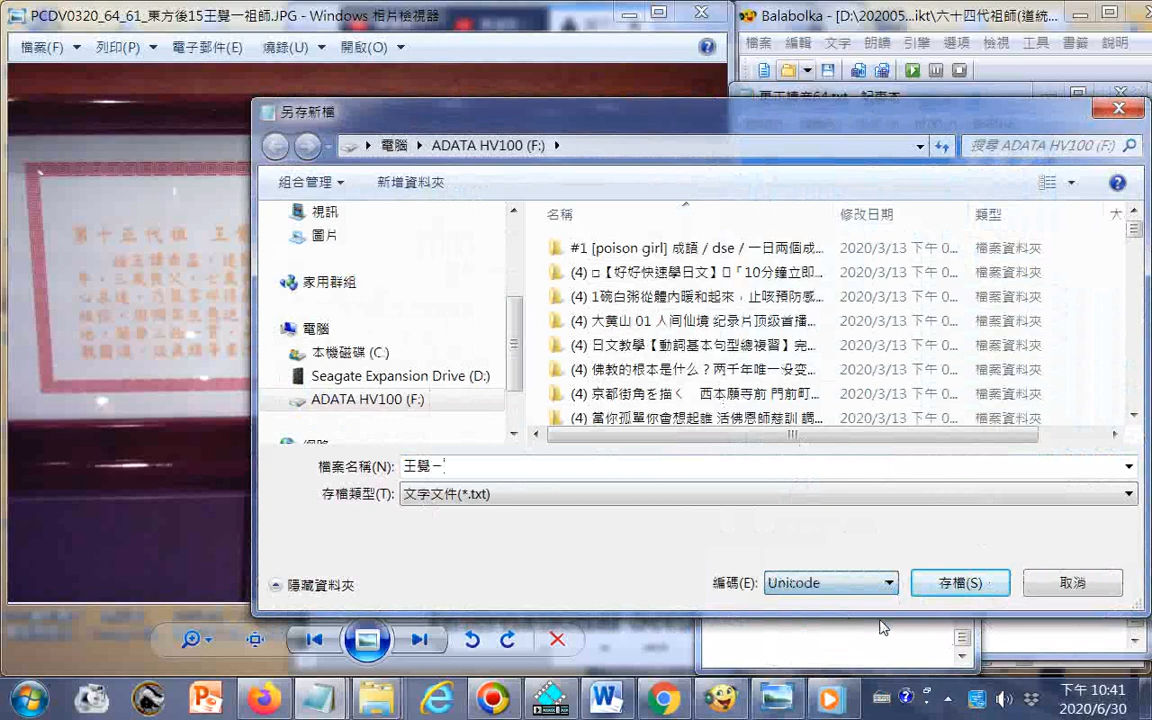 PCDV0320_64_61_東方後15王覺一祖師.JPG - Windows 相片檢視器
檔案(F) 列印(P) 電子郵件(E) 燒錄(U) 開啟(O)
Balabolka - [D:\202005...ikt\六十四代祖師(道統...
檔案 編輯 文字 朗讀 引擎 選項 檢視 工具 書籤 說明
另存新檔
電腦 ADATA HV100 (F:)
搜尋 ADATA HV100 (F:)
組合管理 新增資料夾
視訊
圖片
家用群組
電腦
本機磁碟 (C:)
Seagate Expansion Drive (D:)
ADATA HV100 (F:)
名稱 修改日期 類型 大
#1 [poison girl] 成語 / dse / 一日兩個成... 2020/3/13 下午 0... 檔案資料夾
(4) □【好好快速學日文】□「10分鐘立即... 2020/3/13 下午 0... 檔案資料夾
(4) 1碗白粥從體內暖和起來，止咳預防感... 2020/3/13 下午 0... 檔案資料夾
(4) 大黄山 01 人间仙境 纪录片顶级首播... 2020/3/13 下午 0... 檔案資料夾
(4) 日文教學【動詞基本句型總複習】完... 2020/3/13 下午 0... 檔案資料夾
(4) 佛教的根本是什么？两千年唯一没变... 2020/3/13 下午 0... 檔案資料夾
(4) 京都街角を描く 西本願寺前 門前町... 2020/3/13 下午 0... 檔案資料夾
(4) 當你孤單你會想起誰 活佛恩師慈訓 調... 2020/3/13 下午 0... 檔案資料夾
檔案名稱(N): 王覺一
存檔類型(T): 文字文件(*.txt)
隱藏資料夾
編碼(E): Unicode 存檔(S) 取消
下午 10:41
2020/6/30